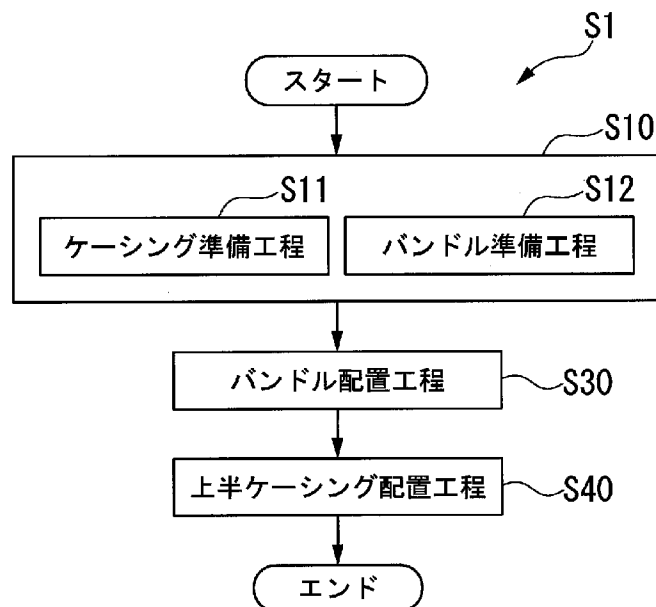 S1
スタート
S10
S11
S12
ケーシング準備工程
バンドル準備工程
バンドル配置工程
S30
上半ケーシング配置工程
S40
エンド